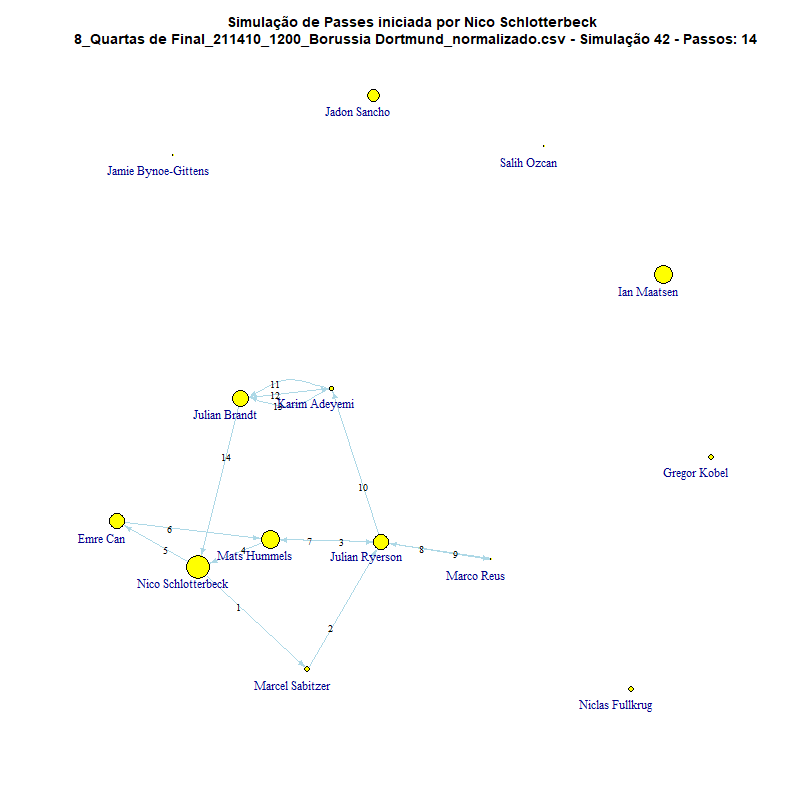 Simulação de Passes iniciada por Nico Schlotterbeck
8_Quartas de Final_211410_1200_Borussia Dortmund_normalizado.csv - Simulação 42 - Passos: 14
Jadon Sancho
Jamie Bynoe-Gittens
Salih Ozcan
Ian Maatsen
11
12
13
Karim Adeyemi
Julian Brandt
14
Gregor Kobel
10
6
Emre Can
7
3
4
5
8
9
Mats Hummels
Julian Ryerson
Marco Reus
Nico Schlotterbeck
1
2
Marcel Sabitzer
Niclas Fullkrug